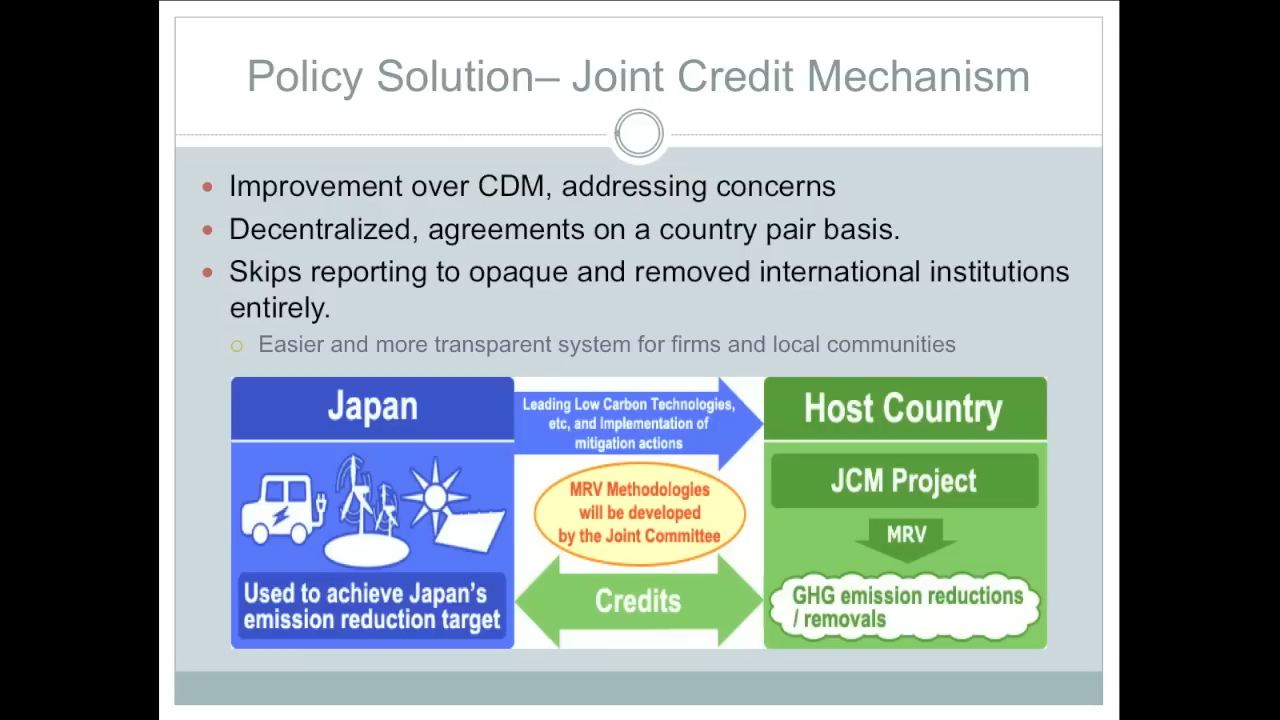 Policy Solution– Joint Credit Mechanism
Improvement over CDM, addressing concerns
Decentralized, agreements on a country pair basis.
Skips reporting to opaque and removed international institutions
entirely.
Easier and more transparent system for firms and local communities
Japan
Used to achieve Japan's
emission reduction target
Leading Low Carbon Technologies,
etc, and Implementation of
mitigation actions
MRV Methodologies
will be developed
by the Joint Committee
Credits
Host Country
JCM Project
MRV
GHG emission reductions
/ removals